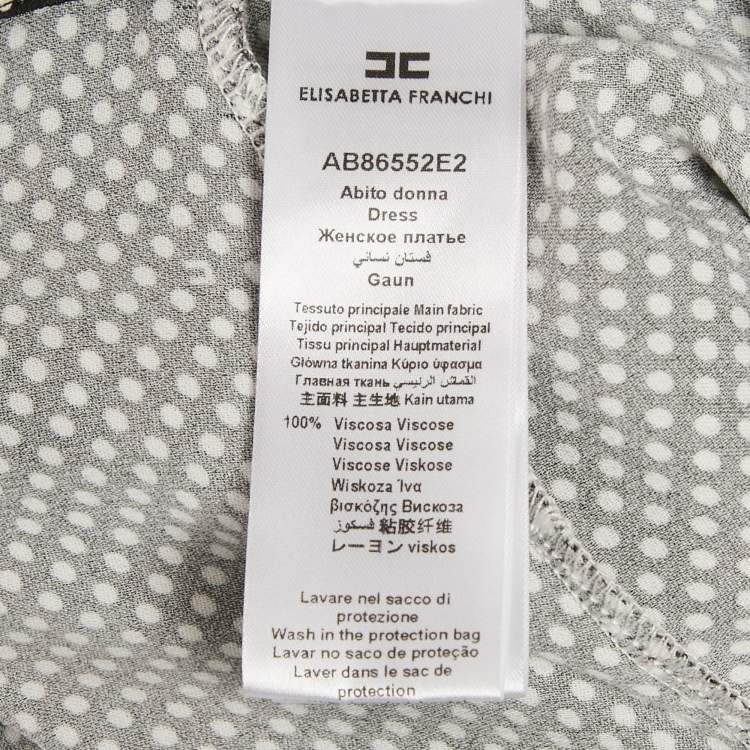 ELISABETTA FRANCHI
AB86552E2
Abito donna
Dress
Женское платье
فستان نسائي
Gaun
Tessuto principale Main fabric
Tejido principal Tecido principal
Tissu principal Hauptmaterial
Główna tkanina Κύριο ύφασμα
Главная ткань القماش الرئيسي
主面料 主生地 Kain utama
100% Viscosa Viscose
Viscosa Viscose
Viscose Viskose
Wiskoza Ίνα
βισκόζης Вискоза
فسكوز 粘胶纤维
レーヨン viskos
Lavare nel sacco di
protezione
Wash in the protection bag
Lavar no saco de proteção
Laver dans le sac de
protection